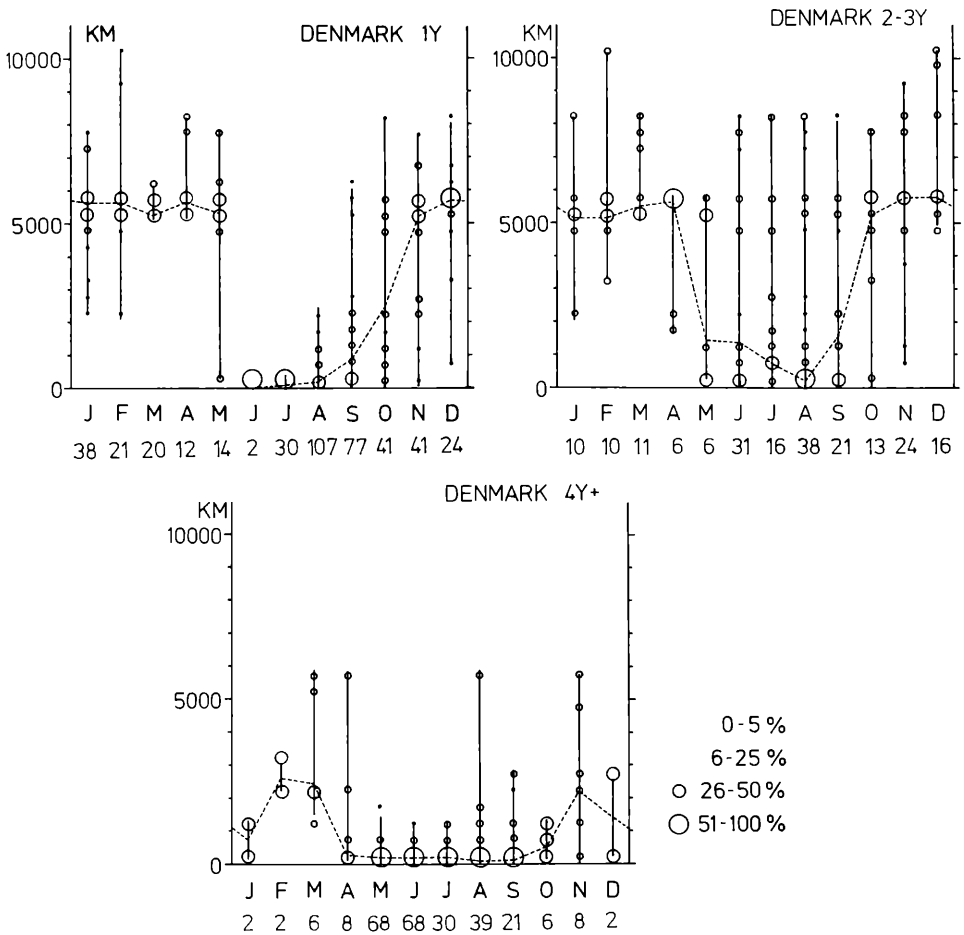 KM DENMARK 1Y
10000
5000
0
J F M A M J J A S O N D
38 21 20 12 14 2 30 107 77 41 41 24
DENMARK 2-3Y
KM
10000
5000
0
J F M A M J J A S O N D
10 10 11 6 6 31 16 38 21 13 24 16
DENMARK 4Y+
KM
10000
5000
0
J F M A M J J A S O N D
2 2 6 8 68 68 30 39 21 6 8 2
0-5 %
6-25 %
26-50 %
51-100 %